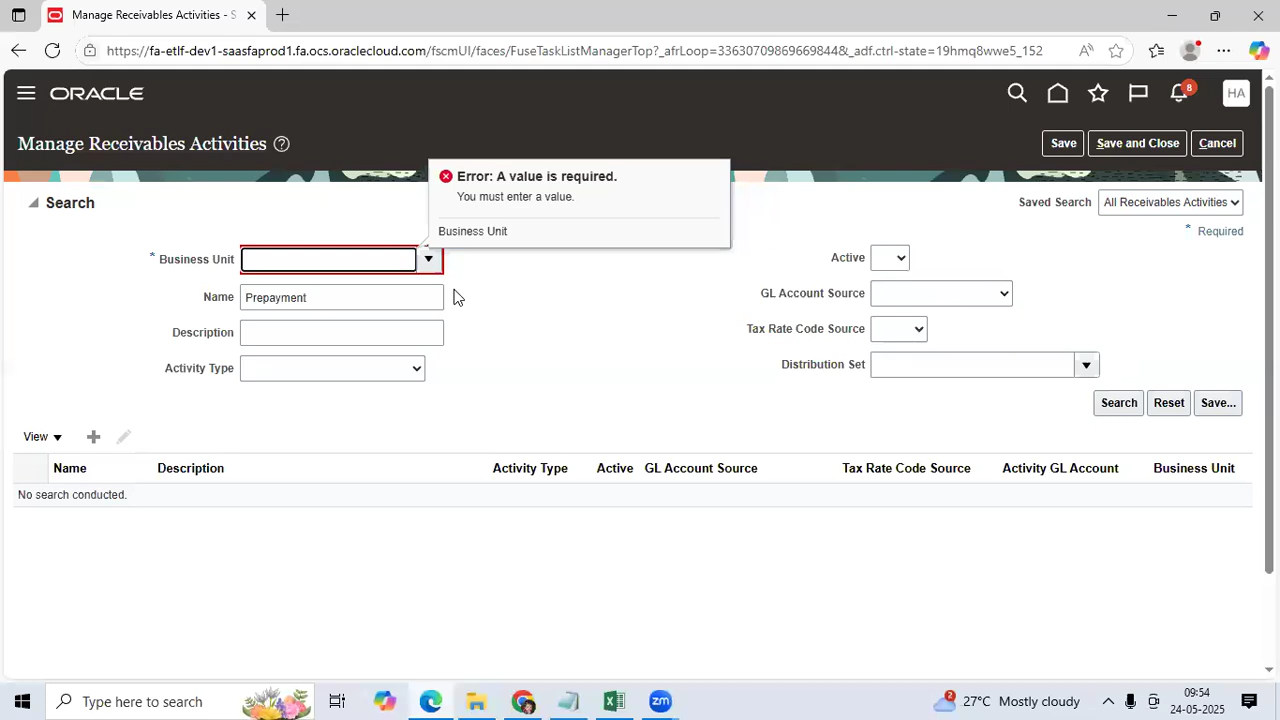 Manage Receivables Activities - S
https://fa-etlf-dev1-saasfaprod1.fa.ocs.oraclecloud.com/fscmUI/faces/FuseTaskListManagerTop?_afrLoop=33630709869669844&_adf.ctrl-state=19hmq8wwe5_152
ORACLE
8
HA
Manage Receivables Activities ?
Save
Save and Close
Cancel
Error: A value is required.
You must enter a value.
Business Unit
Search
Saved Search
All Receivables Activities
* Required
* Business Unit
Active
Name
Prepayment
GL Account Source
Description
Tax Rate Code Source
Activity Type
Distribution Set
Search
Reset
Save...
View
Name
Description
Activity Type
Active
GL Account Source
Tax Rate Code Source
Activity GL Account
Business Unit
No search conducted.
Type here to search
zm
2
27°C Mostly cloudy
09:54
24-05-2025